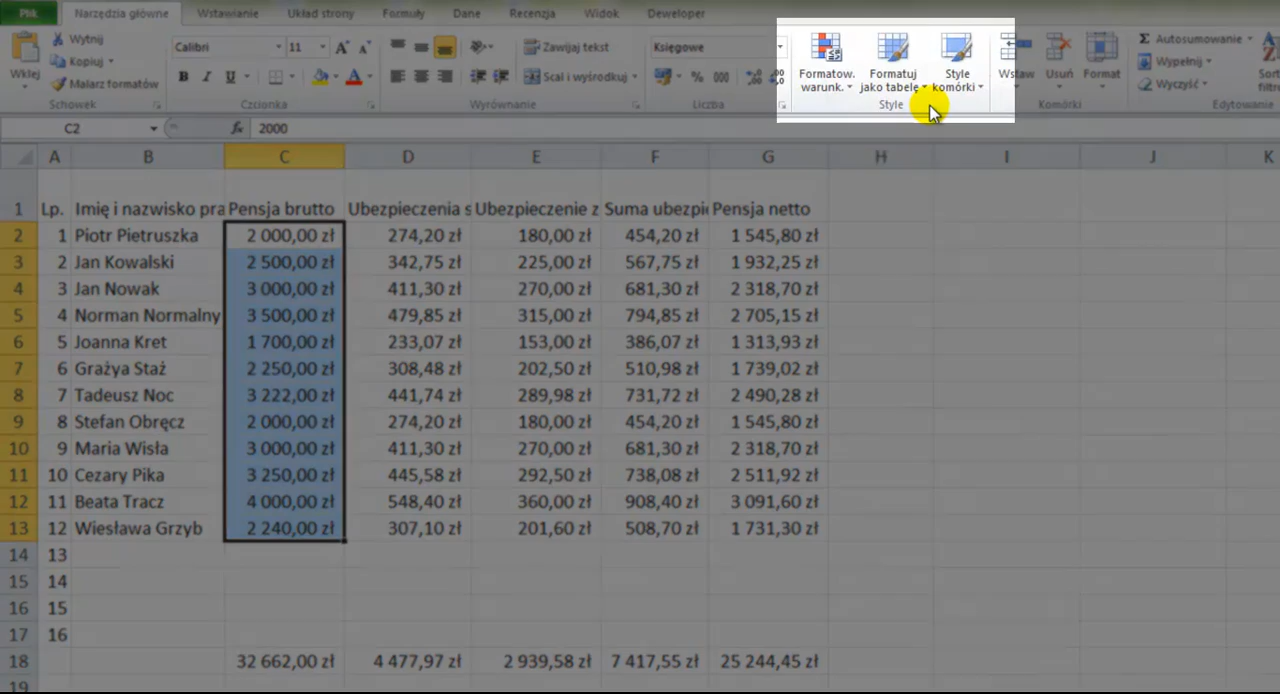 Plik Narzędzia główne Wstawianie Układ strony Formuły Dane Recenzja Widok Deweloper
Wklej
Wytnij
Kopiuj
Malarz formatów
Schowek
Calibri 11
B I U
Czcionka
Zawijaj tekst
Scal i wyśrodkuj
Wyrównanie
Księgowe
% 000
Liczba
Formatow. warunk.
Formatuj jako tabelę
Style komórki
Style
Wstaw Usuń Format
Komórki
Σ Autosumowanie
Wypełnij
Wyczyść
Sort
filtr
Edytowanie
C2 fx 2000
A B C D E F G H I J K
1 Lp. Imię i nazwisko pra Pensja brutto Ubezpieczenia s Ubezpieczenie z Suma ubezpi Pensja netto
2 1 Piotr Pietruszka 2 000,00 zł 274,20 zł 180,00 zł 454,20 zł 1 545,80 zł
3 2 Jan Kowalski 2 500,00 zł 342,75 zł 225,00 zł 567,75 zł 1 932,25 zł
4 3 Jan Nowak 3 000,00 zł 411,30 zł 270,00 zł 681,30 zł 2 318,70 zł
5 4 Norman Normalny 3 500,00 zł 479,85 zł 315,00 zł 794,85 zł 2 705,15 zł
6 5 Joanna Kret 1 700,00 zł 233,07 zł 153,00 zł 386,07 zł 1 313,93 zł
7 6 Grażya Staź 2 250,00 zł 308,48 zł 202,50 zł 510,98 zł 1 739,02 zł
8 7 Tadeusz Noc 3 222,00 zł 441,74 zł 289,98 zł 731,72 zł 2 490,28 zł
9 8 Stefan Obręcz 2 000,00 zł 274,20 zł 180,00 zł 454,20 zł 1 545,80 zł
10 9 Maria Wisła 3 000,00 zł 411,30 zł 270,00 zł 681,30 zł 2 318,70 zł
11 10 Cezary Pika 3 250,00 zł 445,58 zł 292,50 zł 738,08 zł 2 511,92 zł
12 11 Beata Tracz 4 000,00 zł 548,40 zł 360,00 zł 908,40 zł 3 091,60 zł
13 12 Wiesława Grzyb 2 240,00 zł 307,10 zł 201,60 zł 508,70 zł 1 731,30 zł
14 13
15 14
16 15
17 16
18 32 662,00 zł 4 477,97 zł 2 939,58 zł 7 417,55 zł 25 244,45 zł
19